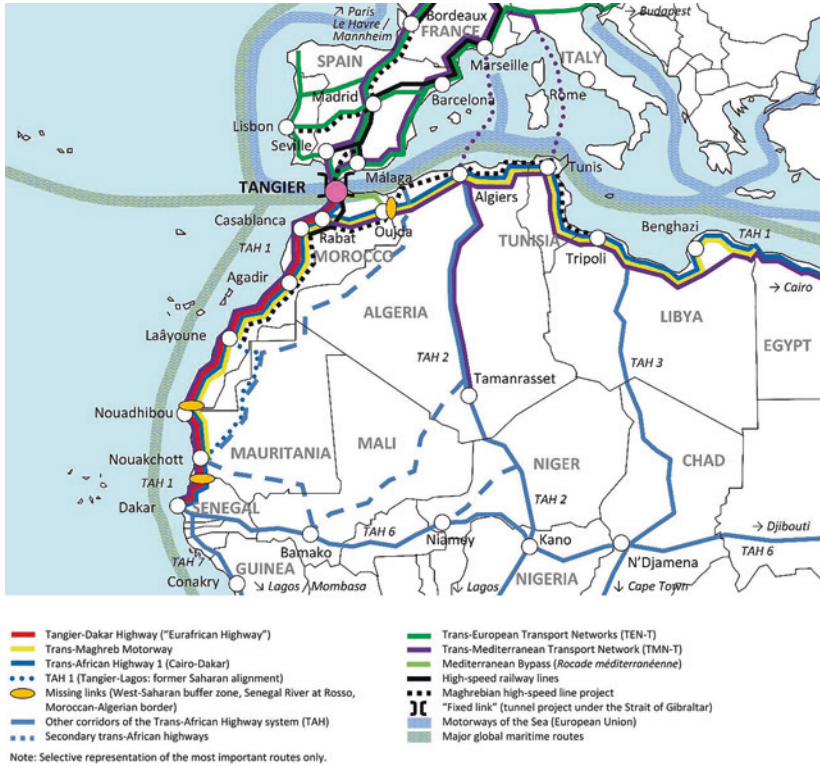 ↗ Paris
Le Havre /
Mannheim
Bordeaux
FRANCE
→ Budapest
SPAIN
Marseille
ITALY
Madrid
Barcelona
Rome
Lisbon
Seville
TANGIER
Málaga
Tunis
Algiers
Casablanca
Rabat
Oujda
Benghazi
TAH 1
TAH 1
MOROCCO
TUNISIA
Tripoli
Agadir
→ Cairo
ALGERIA
LIBYA
Laâyoune
EGYPT
TAH 2
TAH 3
Tamanrasset
Nouadhibou
MALI
MAURITANIA
NIGER
CHAD
Nouakchott
TAH 1
TAH 2
Dakar
SENEGAL
→ Djibouti
TAH 6
Niamey
Kano
TAH 6
Bamako
N'Djamena
TAH 7
GUINEA
Conakry
↘ Lagos / Mombasa
↓ Lagos
NIGERIA
↓ Cape Town
Tangier-Dakar Highway (“Eurafrican Highway”)
Trans-Maghreb Motorway
Trans-African Highway 1 (Cairo-Dakar)
TAH 1 (Tangier-Lagos: former Saharan alignment)
Missing links (West-Saharan buffer zone, Senegal River at Rosso,
Moroccan-Algerian border)
Other corridors of the Trans-African Highway system (TAH)
Secondary trans-African highways
Trans-European Transport Networks (TEN-T)
Trans-Mediterranean Transport Network (TMN-T)
Mediterranean Bypass (Rocade méditerranéenne)
High-speed railway lines
Maghrebian high-speed line project
“Fixed link” (tunnel project under the Strait of Gibraltar)
Motorways of the Sea (European Union)
Major global maritime routes
Note: Selective representation of the most important routes only.